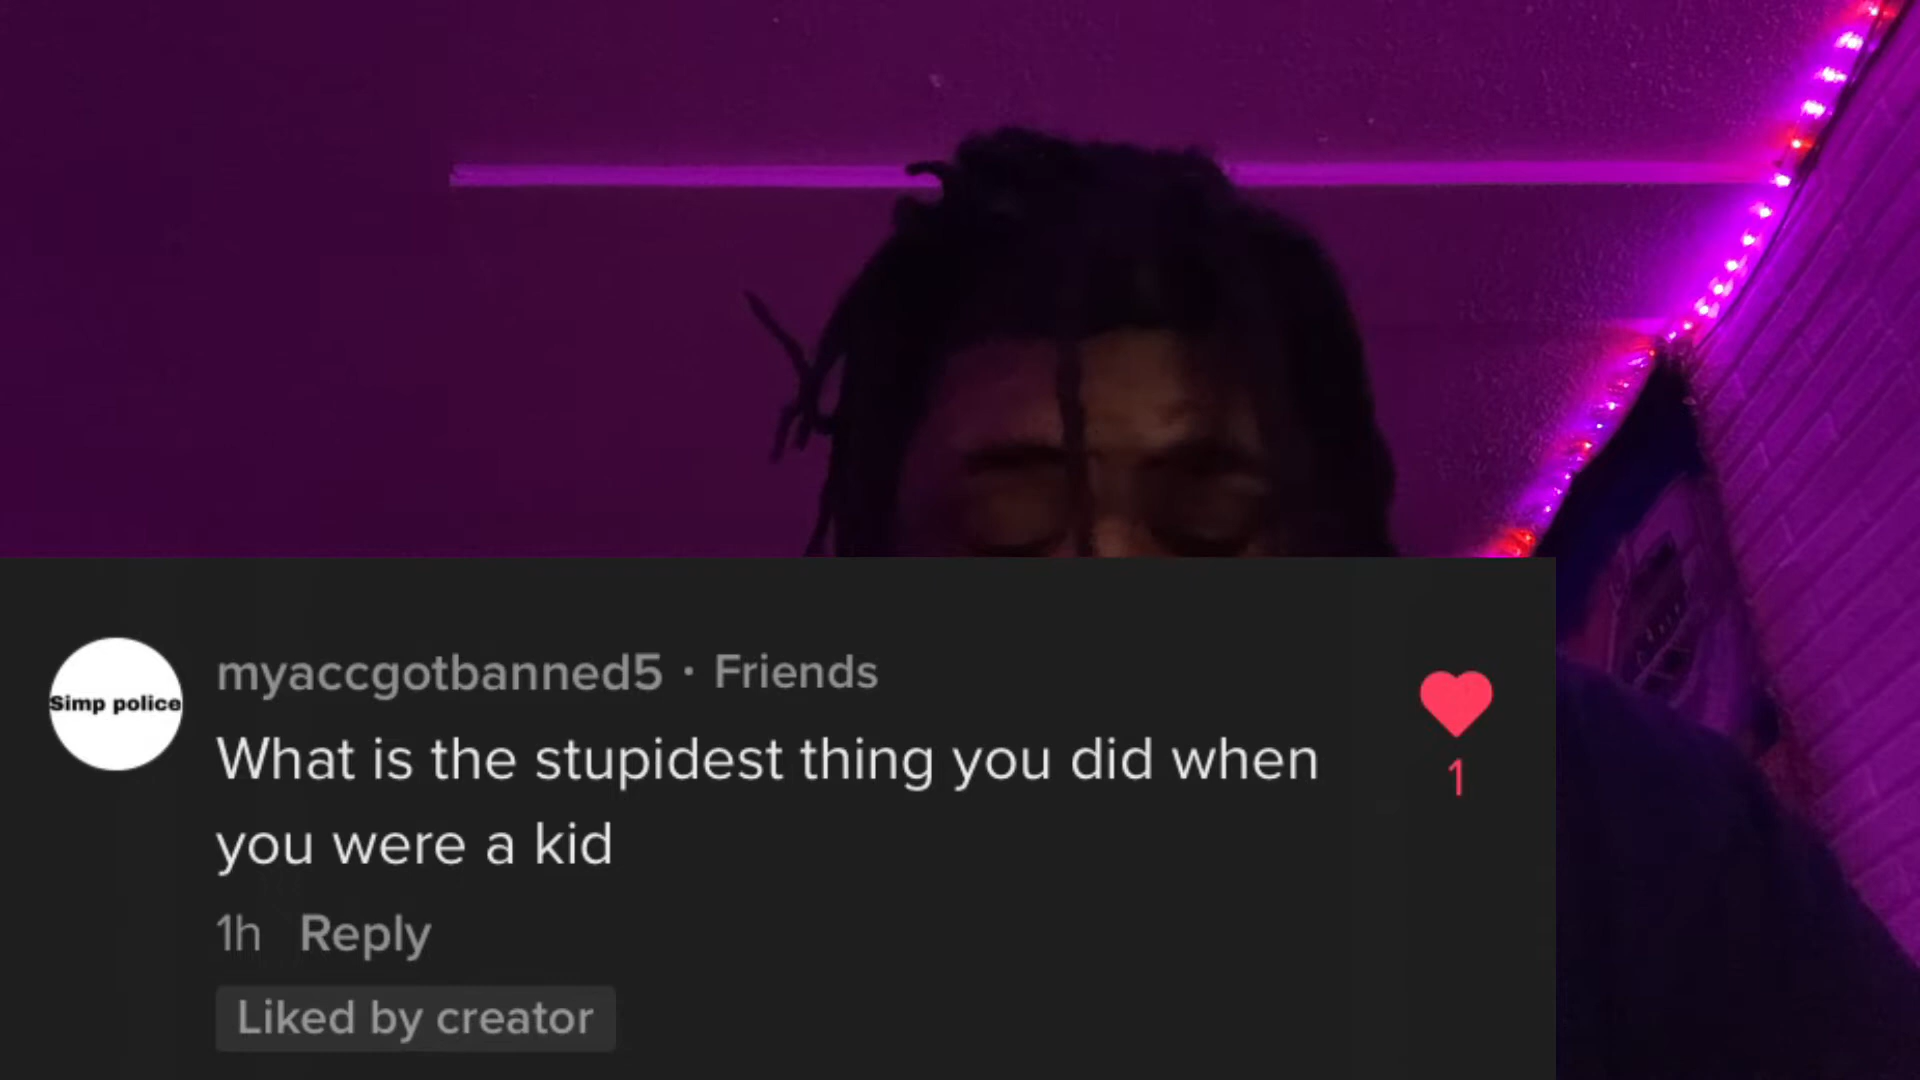 Simp police
myaccgotbanned5 · Friends
What is the stupidest thing you did when
you were a kid
1
1h Reply
Liked by creator